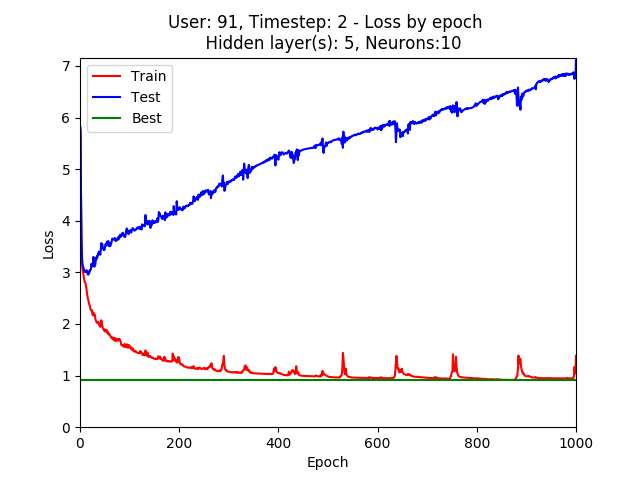 User: 91, Timestep: 2 - Loss by epoch
Hidden layer(s): 5, Neurons:10
7
6
5
4
3
2
1
0
Loss
Train
Test
Best
0 200 400 600 800 1000
Epoch